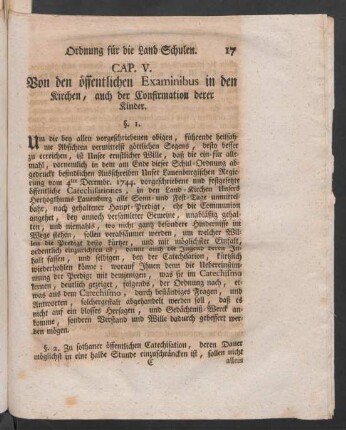 Ordnung für die Land-Schulen. 17
CAP. V.
Von den öffentlichen Examinibus in den
Kirchen, auch der Confirmation derer
Kinder.
§. 1.
Um die bey allen vorgeschriebenen obigen, führende heilsah-
me Absichten vermittelst göttlichen Seegens, desto besser
zu erreichen, ist Unser ernstlicher Wille, daß die ein-für alle-
mahl, vornemlich in dem am Ende dieser Schul-Ordnung ab-
gedruckt befindlichen Ausschreiben Unser Lauenburgischen Regie-
rung vom 4ten Decembr. 1744. vorgeschriebene und festgesetzte
öffentliche Catechisationes, in den Land-Kirchen Unsers
Herzogthums Lauenburg alle Sonn- und Fest-Tage unmittel-
bahr, nach gehaltener Haupt-Predigt, ehe die Communion
angehet, bey annoch versamleter Gemeine, unabläßig gehal-
ten, und niemahls, wo nicht ganz besondere Hindernisse im
Wege stehen, sollen verabsäumet werden, um welcher Wil-
len die Predigt desto kürzer, und mit möglichster Einfalt,
ordentlich einzurichten ist, damit auch die Jugend deren In-
halt fassen, und selbigen, bey der Catechisation, kürzlich
wiederhohlen könne; worauf Ihnen denn die Uebereinstim-
mung der Predigt mit demjenigen, was sie im Catechismo
lernen, deutlich gezeiget, folgends, der Ordnung nach, et-
was aus dem Catechismo, durch beständiges Fragen, und
Antworten, solchergestalt abgehandelt werden soll, daß es
nicht auf ein blosses Hersagen, und Gedächtniß-Werck an-
komme, sondern Verstand und Wille dadurch gebessert wer-
den mögen.
§. 2. Zu sothaner öffentlichen Catechisation, deren Dauer
möglichst in eine halbe Stunde einzuschräncken ist, sollen nicht
C allein